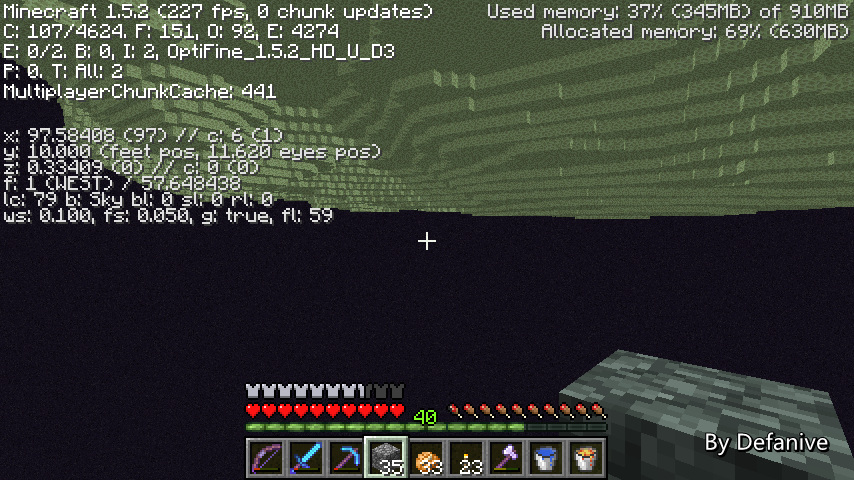 Minecraft 1.5.2 (227 fps, 0 chunk updates)
C: 107/4624. F: 151, O: 92, E: 4274
E: 0/2. B: 0, I: 2, OptiFine_1.5.2_HD_U_D3
P: 0. T: All: 2
MultiplayerChunkCache: 441
x: 97.58408 (97) // c: 6 (1)
y: 10.000 (feet pos, 11.620 eyes pos)
z: 0.33409 (0) // c: 0 (0)
f: 1 (WEST) / 57.648438
lc: 79 b: Sky bl: 0 sl: 0 rl: 0
ws: 0.100, fs: 0.050, g: true, fl: 59
Used memory: 37% (345MB) of 910MB
Allocated memory: 69% (630MB)
40
35
33
23
By Defanive